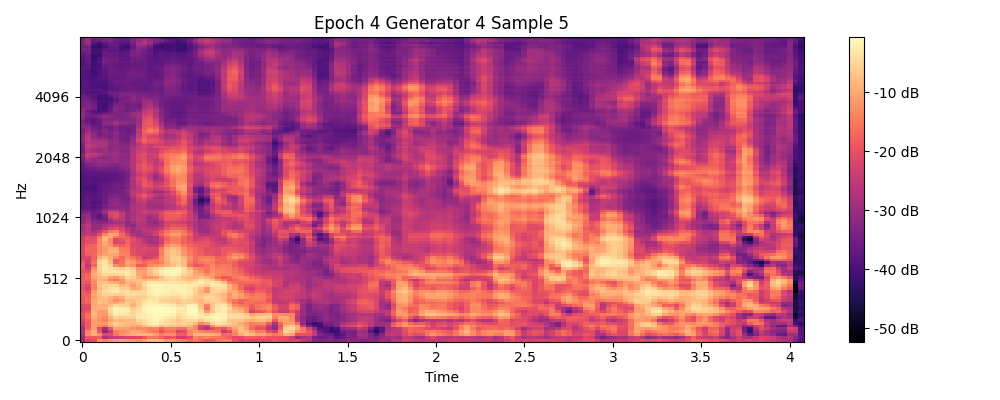 Epoch 4 Generator 4 Sample 5
Hz
4096
2048
1024
512
0
0 0.5 1 1.5 2 2.5 3 3.5 4
Time
-10 dB
-20 dB
-30 dB
-40 dB
-50 dB